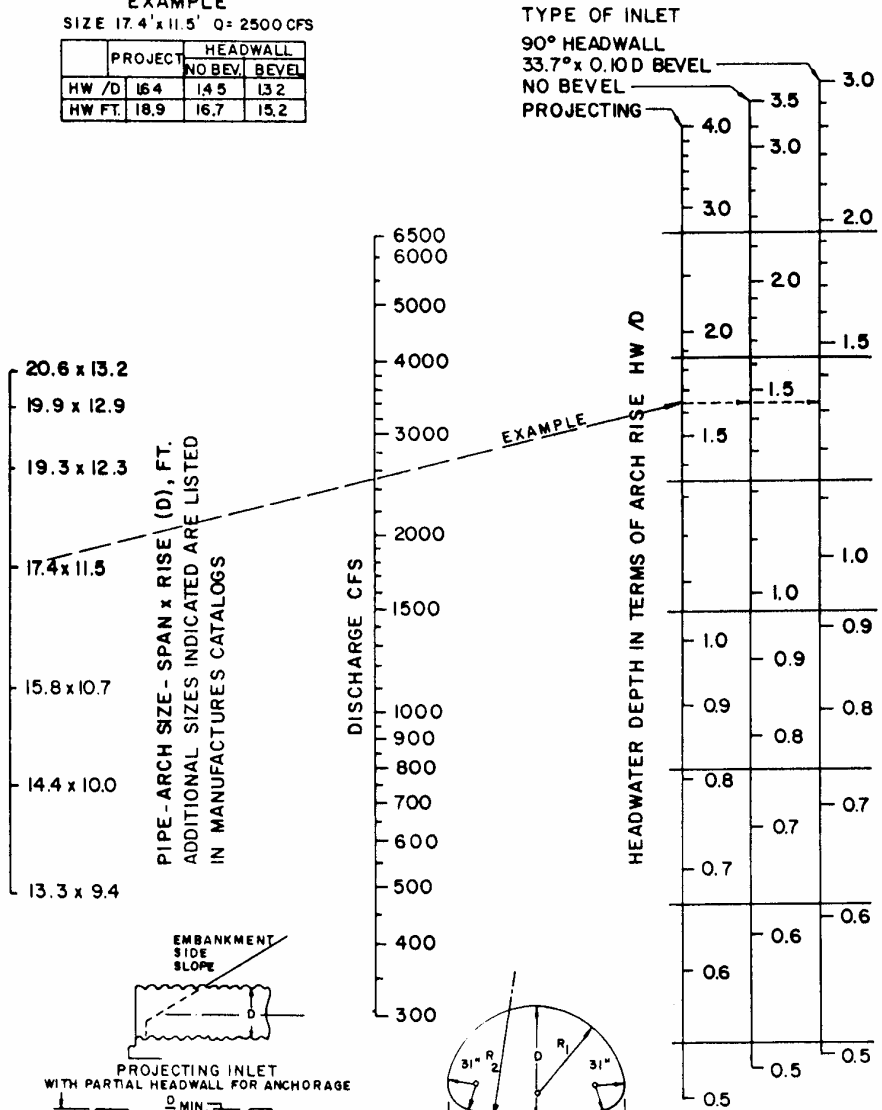 EXAMPLE
SIZE 17.4'x11.5' Q= 2500 CFS
PROJECT HEADWALL
NO BEV. BEVEL
HW /D 1.64 1.45 1.32
HW FT. 18.9 16.7 15.2
TYPE OF INLET
90° HEADWALL
33.7° x 0.10 D BEVEL
NO BEVEL
PROJECTING
20.6 x 13.2
19.9 x 12.9
19.3 x 12.3
17.4 x 11.5
15.8 x 10.7
14.4 x 10.0
13.3 x 9.4
PIPE-ARCH SIZE - SPAN x RISE (D), FT.
ADDITIONAL SIZES INDICATED ARE LISTED
IN MANUFACTURES CATALOGS
DISCHARGE CFS
6500
6000
5000
4000
3000
2000
1500
1000
900
800
700
600
500
400
300
EXAMPLE
HEADWATER DEPTH IN TERMS OF ARCH RISE HW /D
4.0
3.0
2.0
1.5
1.0
0.9
0.8
0.7
0.6
0.5
3.5
3.0
2.0
1.5
1.0
0.9
0.8
0.7
0.6
0.5
3.0
2.0
1.5
1.0
0.9
0.8
0.7
0.6
0.5
EMBANKMENT
SIDE
SLOPE
D
PROJECTING INLET
WITH PARTIAL HEADWALL FOR ANCHORAGE
D MIN
31" R2 D R1 31"